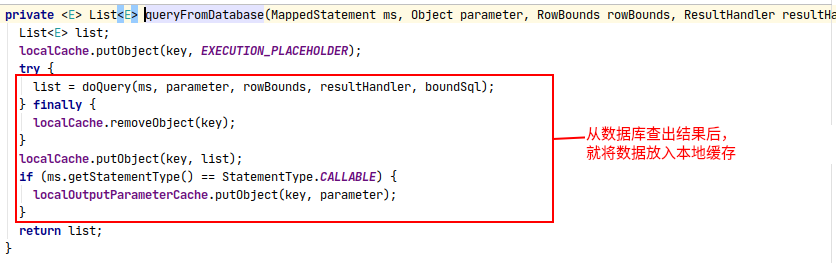 private <E> List<E> queryFromDatabase(MappedStatement ms, Object parameter, RowBounds rowBounds, ResultHandler resultHa
List<E> list;
localCache.putObject(key, EXECUTION_PLACEHOLDER);
try {
list = doQuery(ms, parameter, rowBounds, resultHandler, boundSql);
} finally {
localCache.removeObject(key);
}
localCache.putObject(key, list);
if (ms.getStatementType() == StatementType.CALLABLE) {
localOutputParameterCache.putObject(key, parameter);
}
return list;
}
从数据库查出结果后，
就将数据放入本地缓存